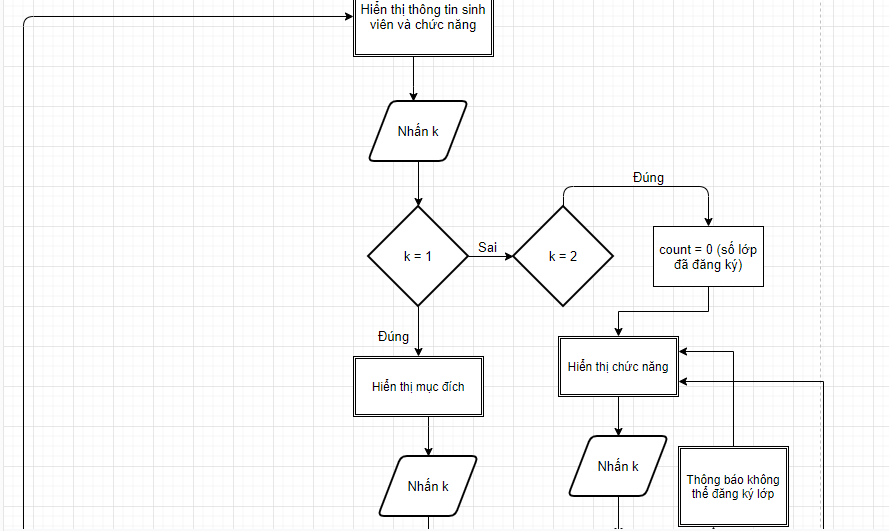 Hiển thị thông tin sinh
viên và chức năng
Nhấn k
Đúng
k = 1
Sai
k = 2
count = 0 (số lớp
đã đăng ký)
Đúng
Hiển thị mục đích
Hiển thị chức năng
Nhấn k
Nhấn k
Thông báo không
thể đăng ký lớp